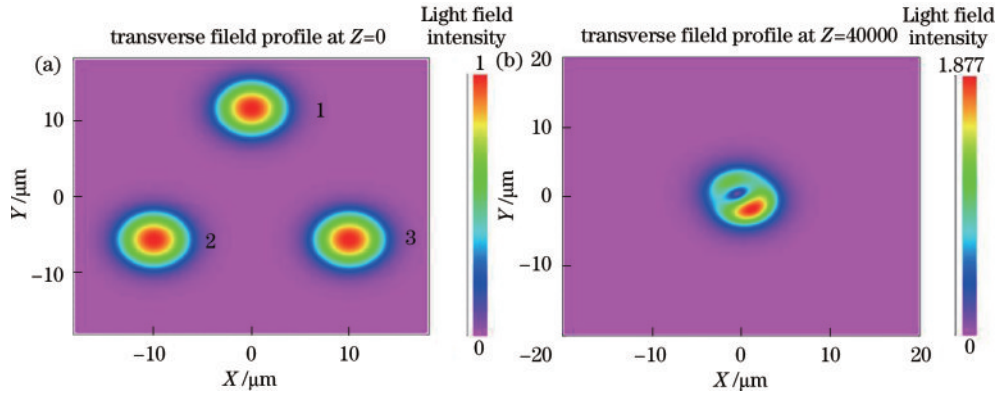 Light field
intensity
transverse fileld profile at Z=0
(a)
1
10
0
-10
Y/μm
1
2
3
-10
0
10
X/μm
0
Light field
intensity
transverse fileld profile at Z=40000
(b)
1.877
20
10
0
-10
-20
Y/μm
-20
-10
0
10
20
X/μm
0